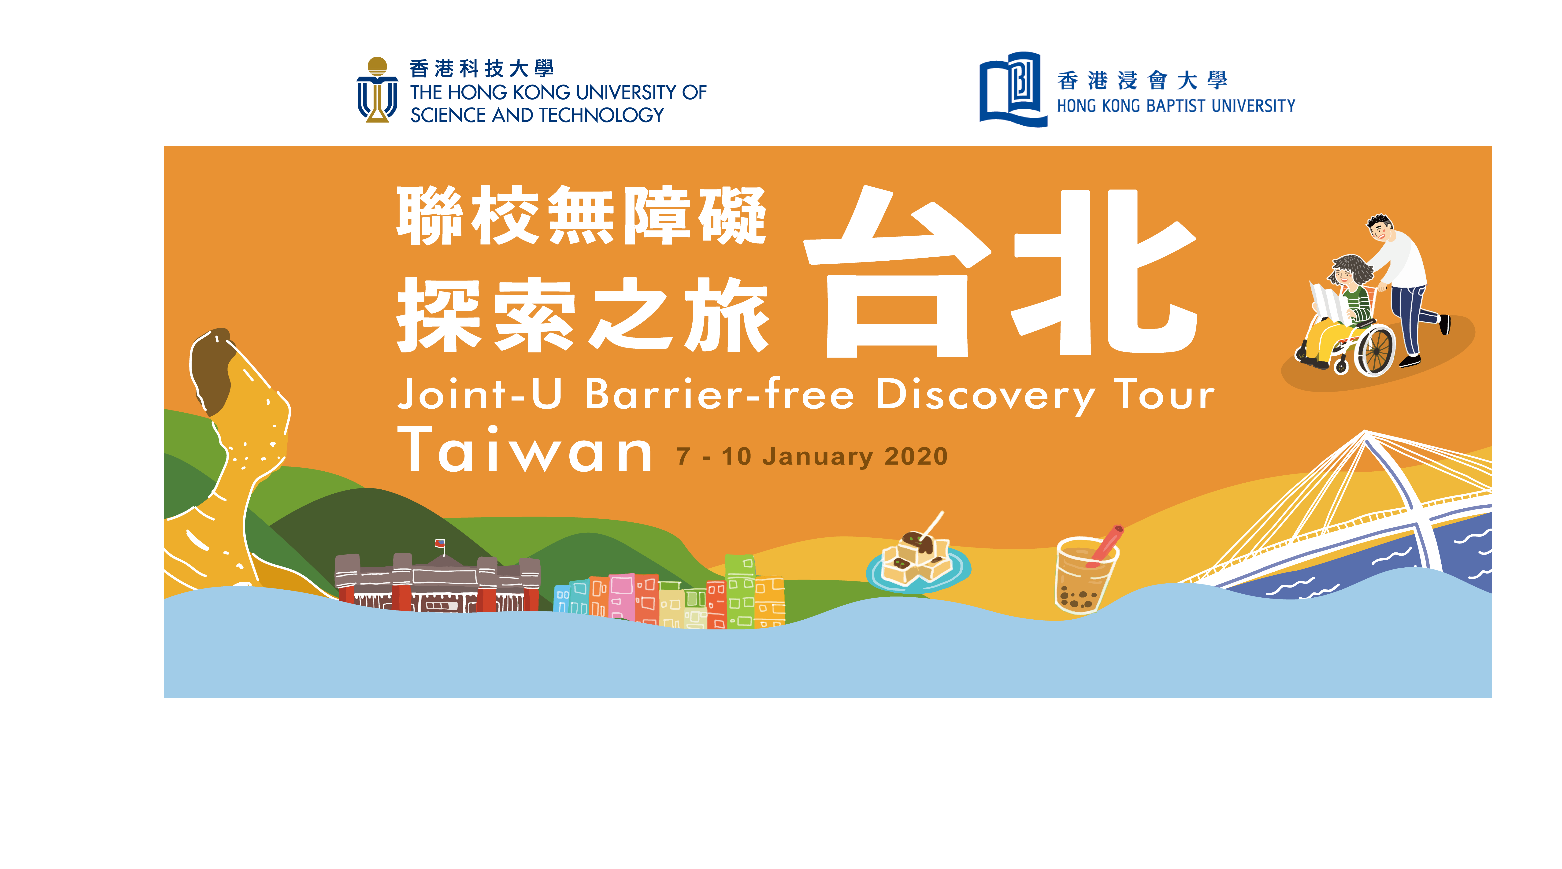 香港科技大學
THE HONG KONG UNIVERSITY OF
SCIENCE AND TECHNOLOGY
香港浸會大學
HONG KONG BAPTIST UNIVERSITY
聯校無障礙
探索之旅
台北
Joint-U Barrier-free Discovery Tour
Taiwan 7 - 10 January 2020